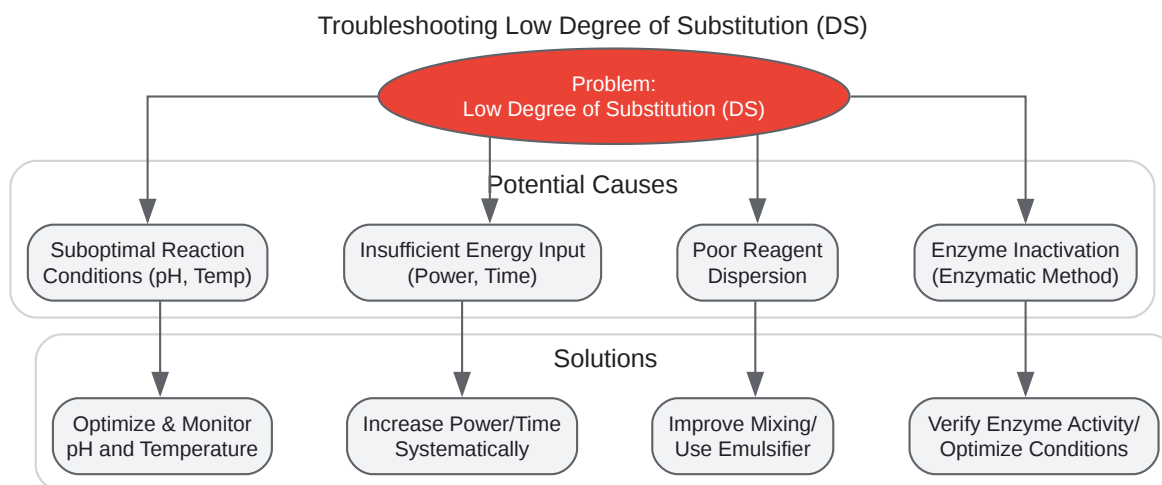 Troubleshooting Low Degree of Substitution (DS)
Problem:
Low Degree of Substitution (DS)
Potential Causes
Suboptimal Reaction
Conditions (pH, Temp)
Insufficient Energy Input
(Power, Time)
Poor Reagent
Dispersion
Enzyme Inactivation
(Enzymatic Method)
Solutions
Optimize & Monitor
pH and Temperature
Increase Power/Time
Systematically
Improve Mixing/
Use Emulsifier
Verify Enzyme Activity/
Optimize Conditions